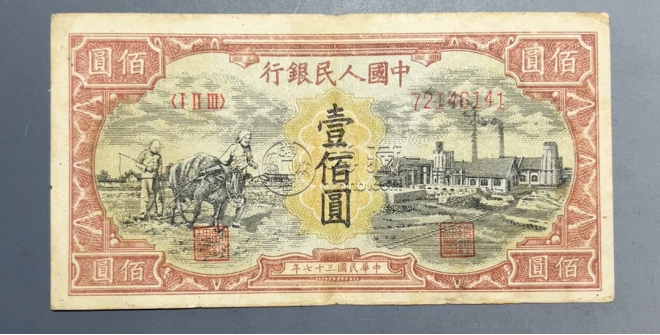 圓佰
佰圓
行銀民人國中
〈I II III〉
72146141
壹佰圓
圓佰
年七十三國民華中
佰圓